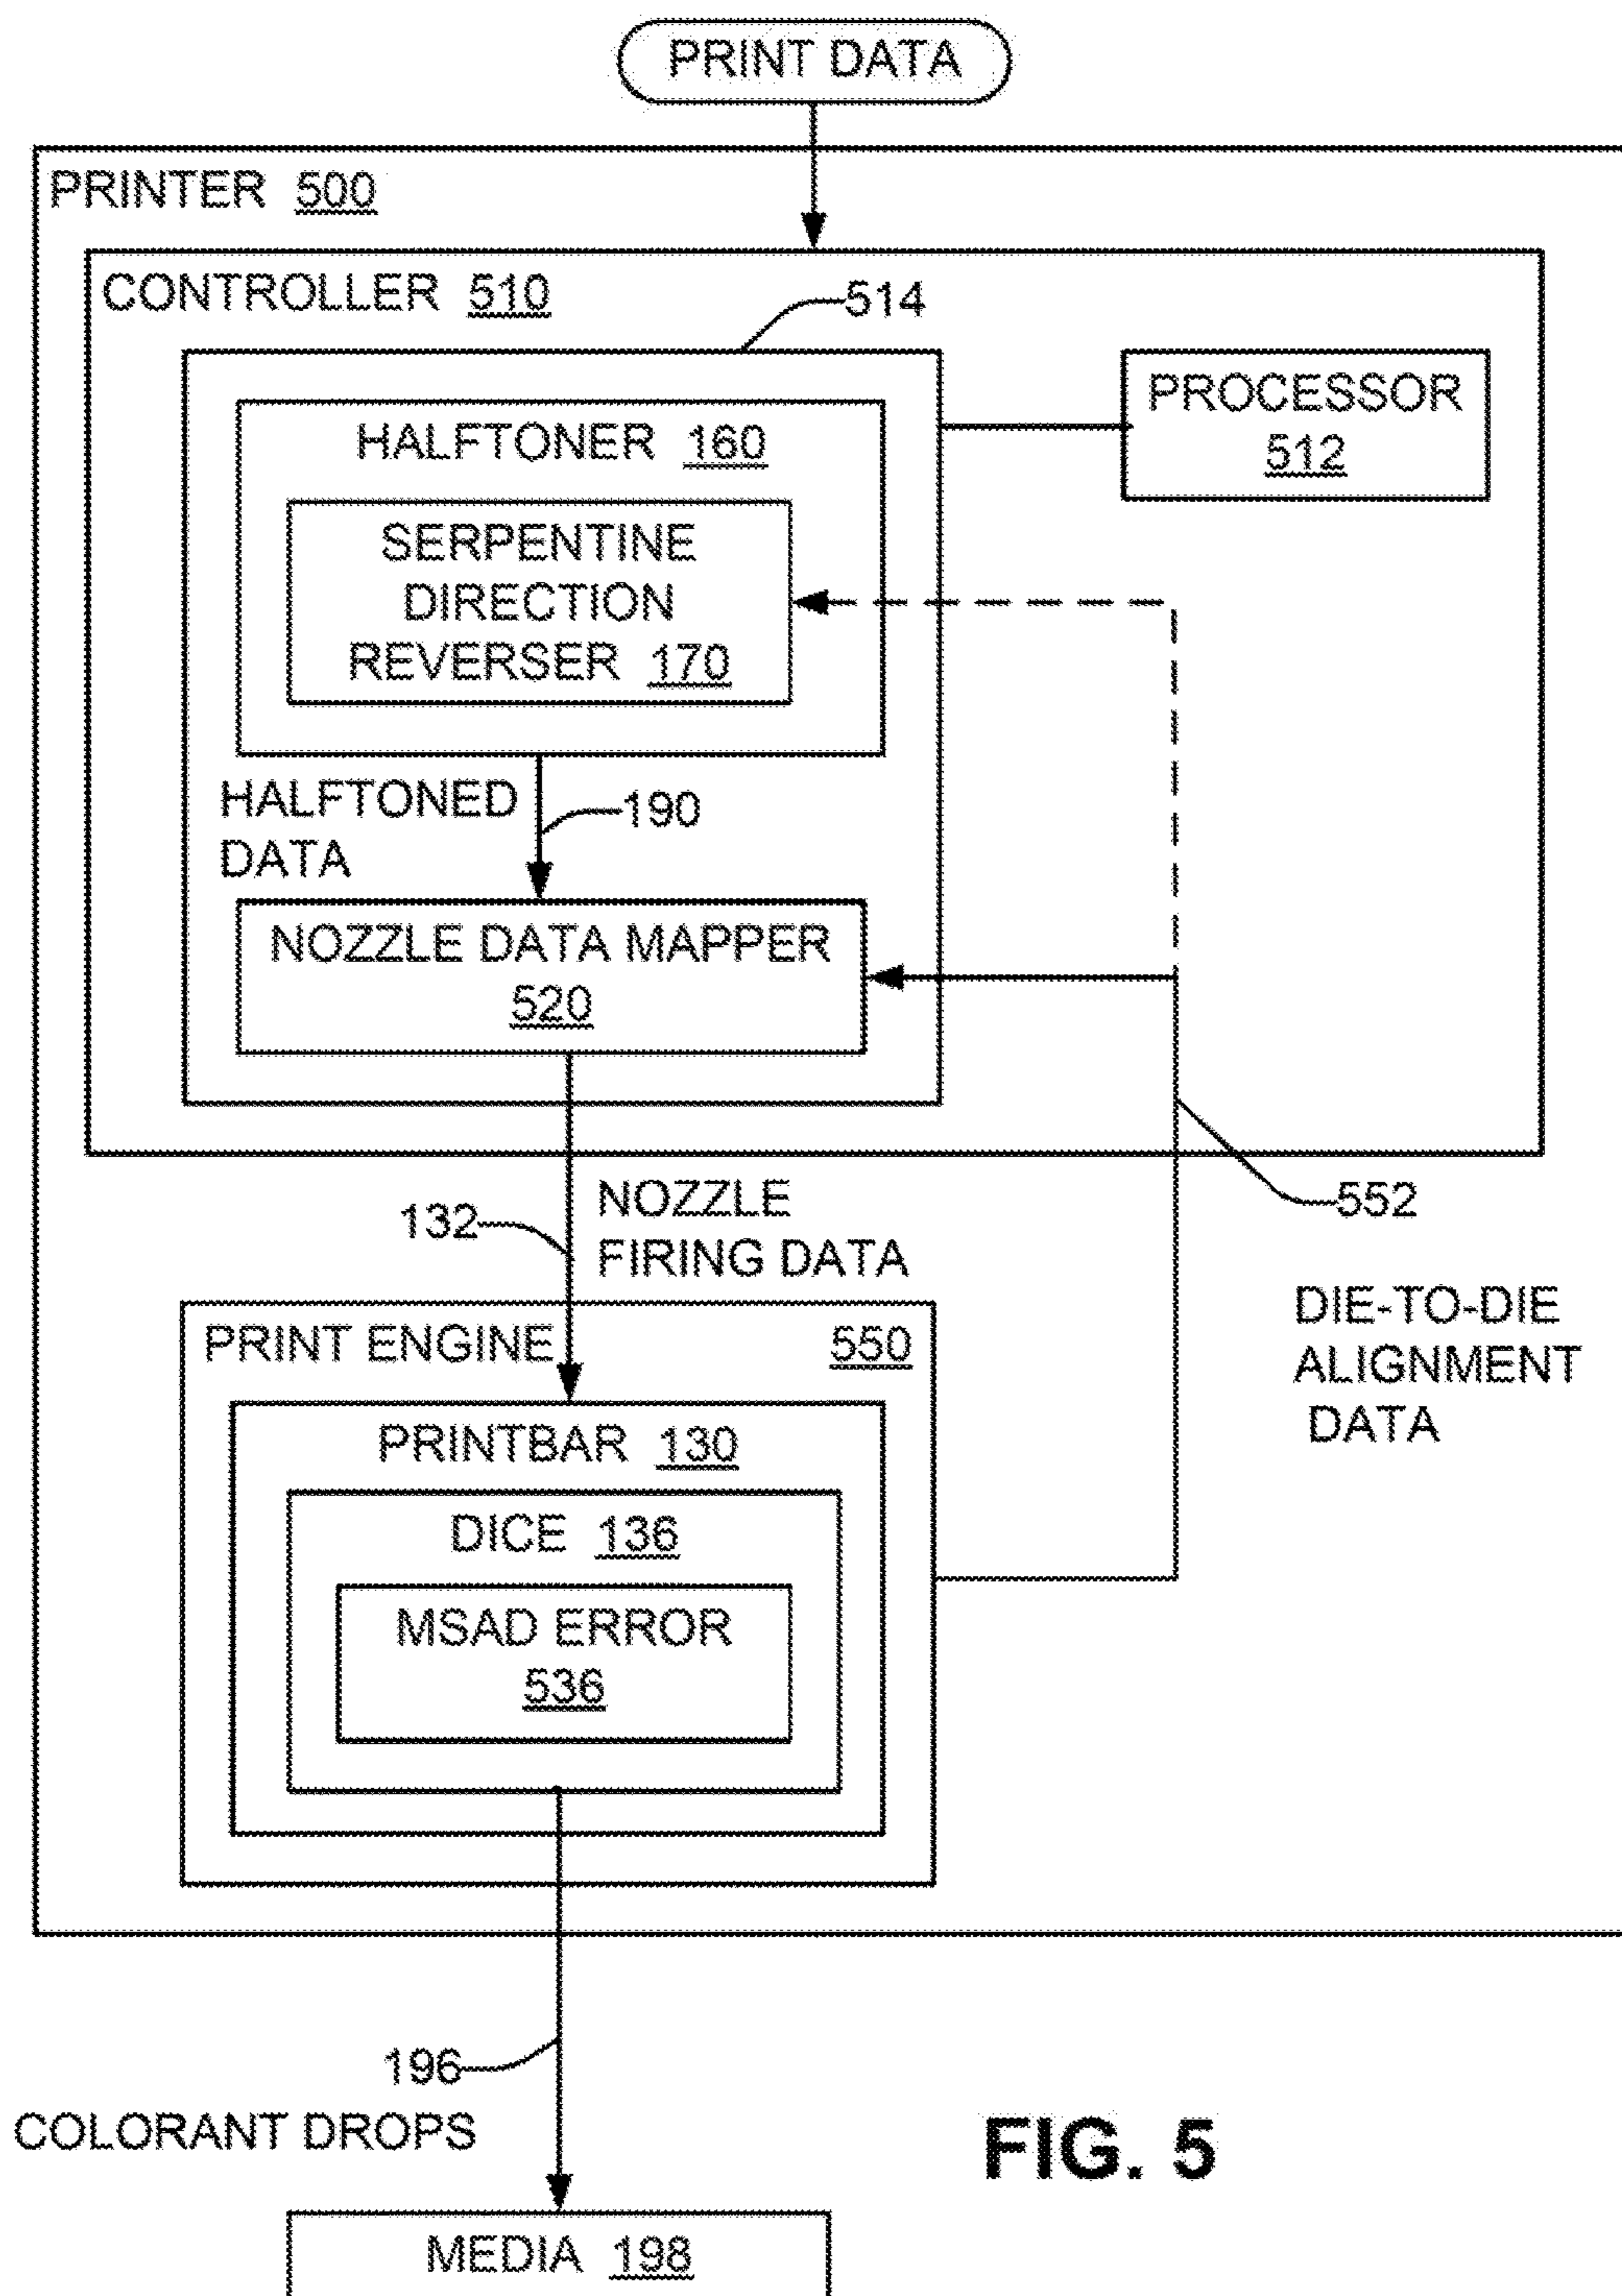 PRINT DATA
PRINTER 500
CONTROLLER 510
514
PROCESSOR
512
HALFTONER 160
SERPENTINE
DIRECTION
REVERSER 170
HALFTONED
DATA
190
NOZZLE DATA MAPPER
520
132
NOZZLE
FIRING DATA
552
DIE-TO-DIE
ALIGNMENT
DATA
PRINT ENGINE 550
PRINTBAR 130
DICE 136
MSAD ERROR
536
196
COLORANT DROPS
FIG. 5
MEDIA 198